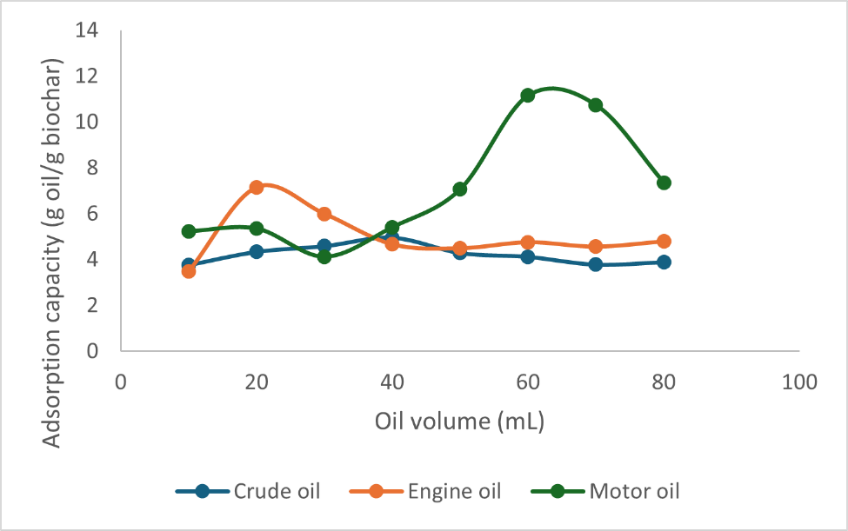 Adsorption capacity (g oil/g biochar)
14
12
10
8
6
4
2
0
0 20 40 60 80 100
Oil volume (mL)
Crude oil Engine oil Motor oil